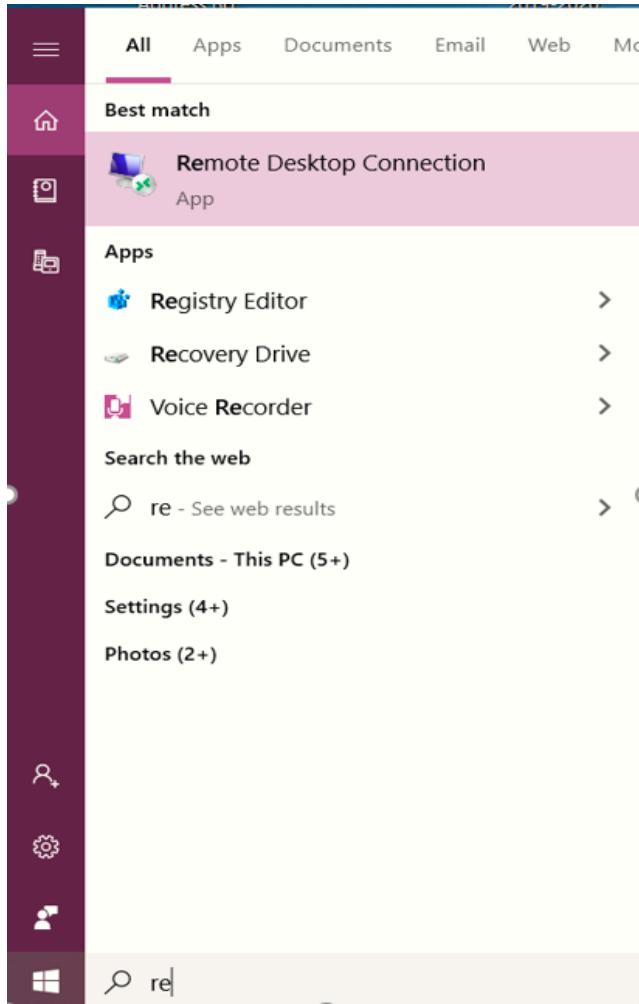 All Apps Documents Email Web Mo
Best match
Remote Desktop Connection
App
Apps
Registry Editor
Recovery Drive
Voice Recorder
Search the web
re - See web results
Documents - This PC (5+)
Settings (4+)
Photos (2+)
re